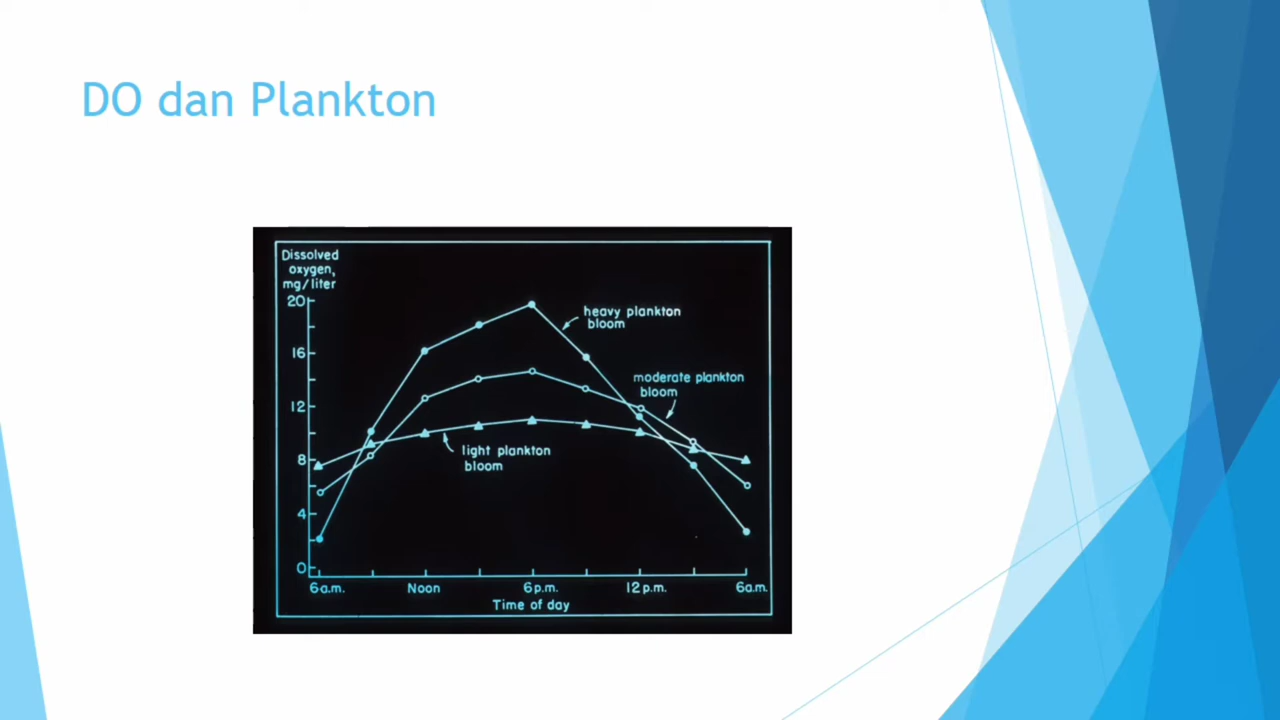 DO dan Plankton
Dissolved
oxygen,
mg/liter
20
16
12
8
4
0
heavy plankton
bloom
moderate plankton
bloom
light plankton
bloom
6 a.m.
Noon
6 p.m.
12 p.m.
6 a.m.
Time of day